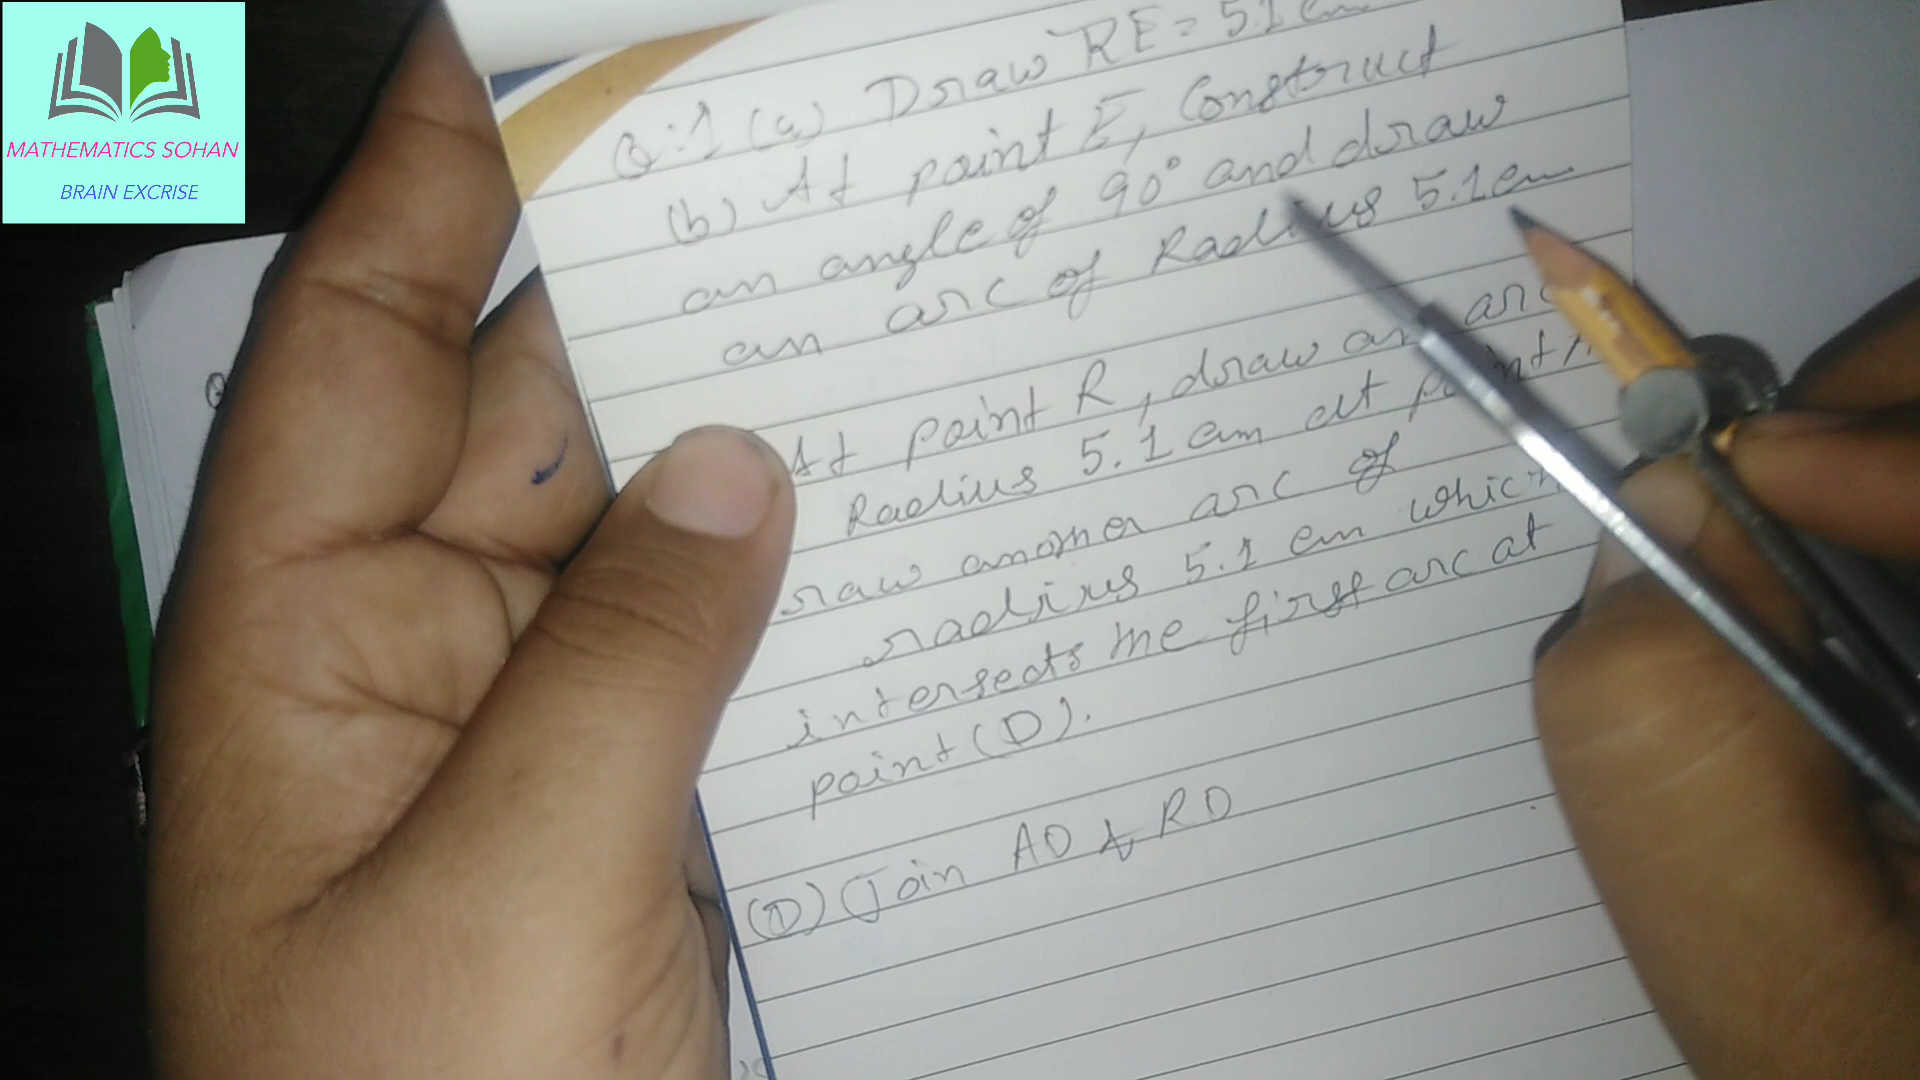 MATHEMATICS SOHAN
BRAIN EXCRISE
Q:1 (a) Draw RE = 5.1 cm
(b) At point E, Construct
an angle of 90° and draw
an arc of Radius 5.1 cm
At point R, draw an arc
Radius 5.1 cm at point
raw another arc of
radius 5.1 cm which
intersects the first arc at
point (D).
(D) Join AD & RD